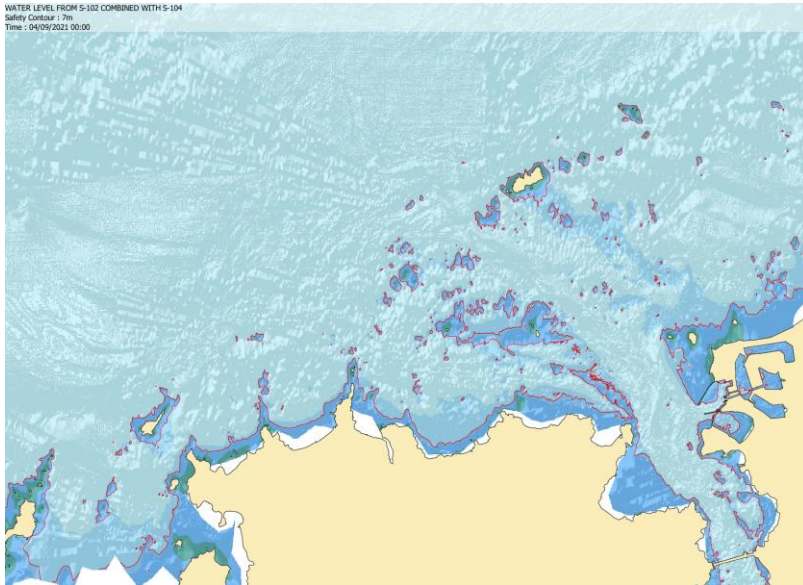 WATER LEVEL FROM S-102 COMBINED WITH S-104
Safety Contour : 7m
Time : 04/09/2021 00:00